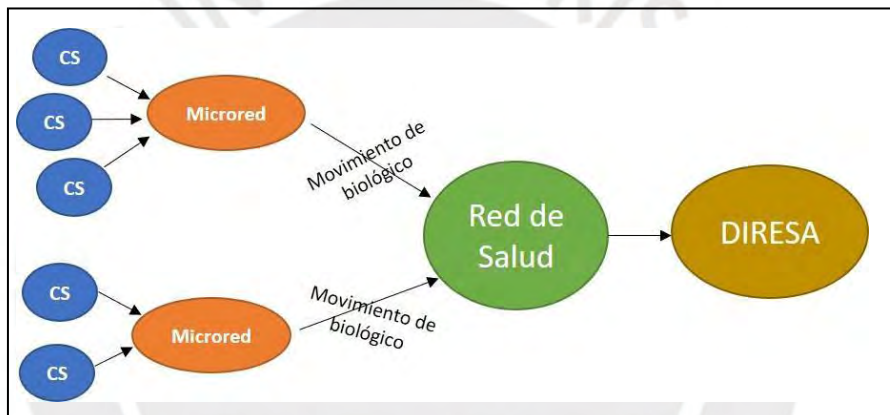 CS
CS
CS
Microred
Movimiento de
biológico
CS
CS
Microred
Movimiento de
biológico
Red de
Salud
DIRESA